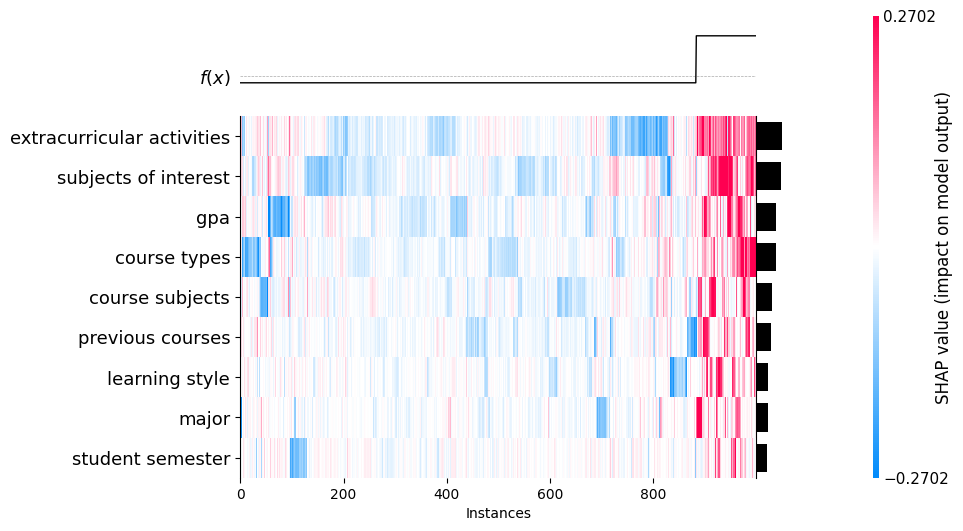 0.2702
f(x)
extracurricular activities
subjects of interest
gpa
course types
course subjects
previous courses
learning style
major
student semester
0 200 400 600 800
Instances
SHAP value (impact on model output)
−0.2702